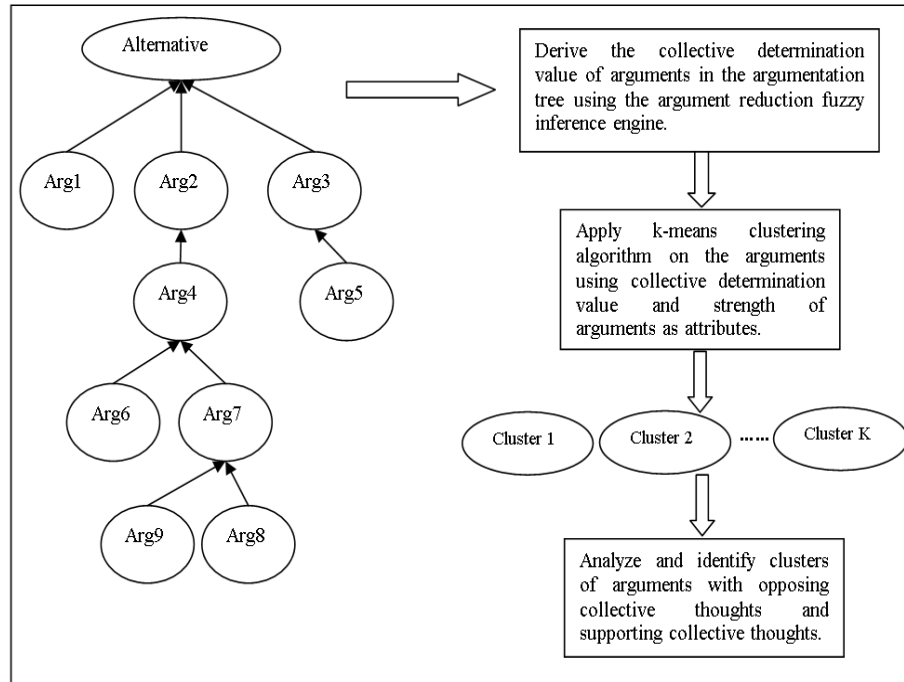 Alternative
Arg1
Arg2
Arg3
Arg4
Arg5
Arg6
Arg7
Arg9
Arg8
Derive the collective determination
value of arguments in the argumentation
tree using the argument reduction fuzzy
inference engine.
Apply k-means clustering
algorithm on the arguments
using collective determination
value and strength of
arguments as attributes.
Cluster 1
Cluster 2
......
Cluster K
Analyze and identify clusters
of arguments with opposing
collective thoughts and
supporting collective thoughts.